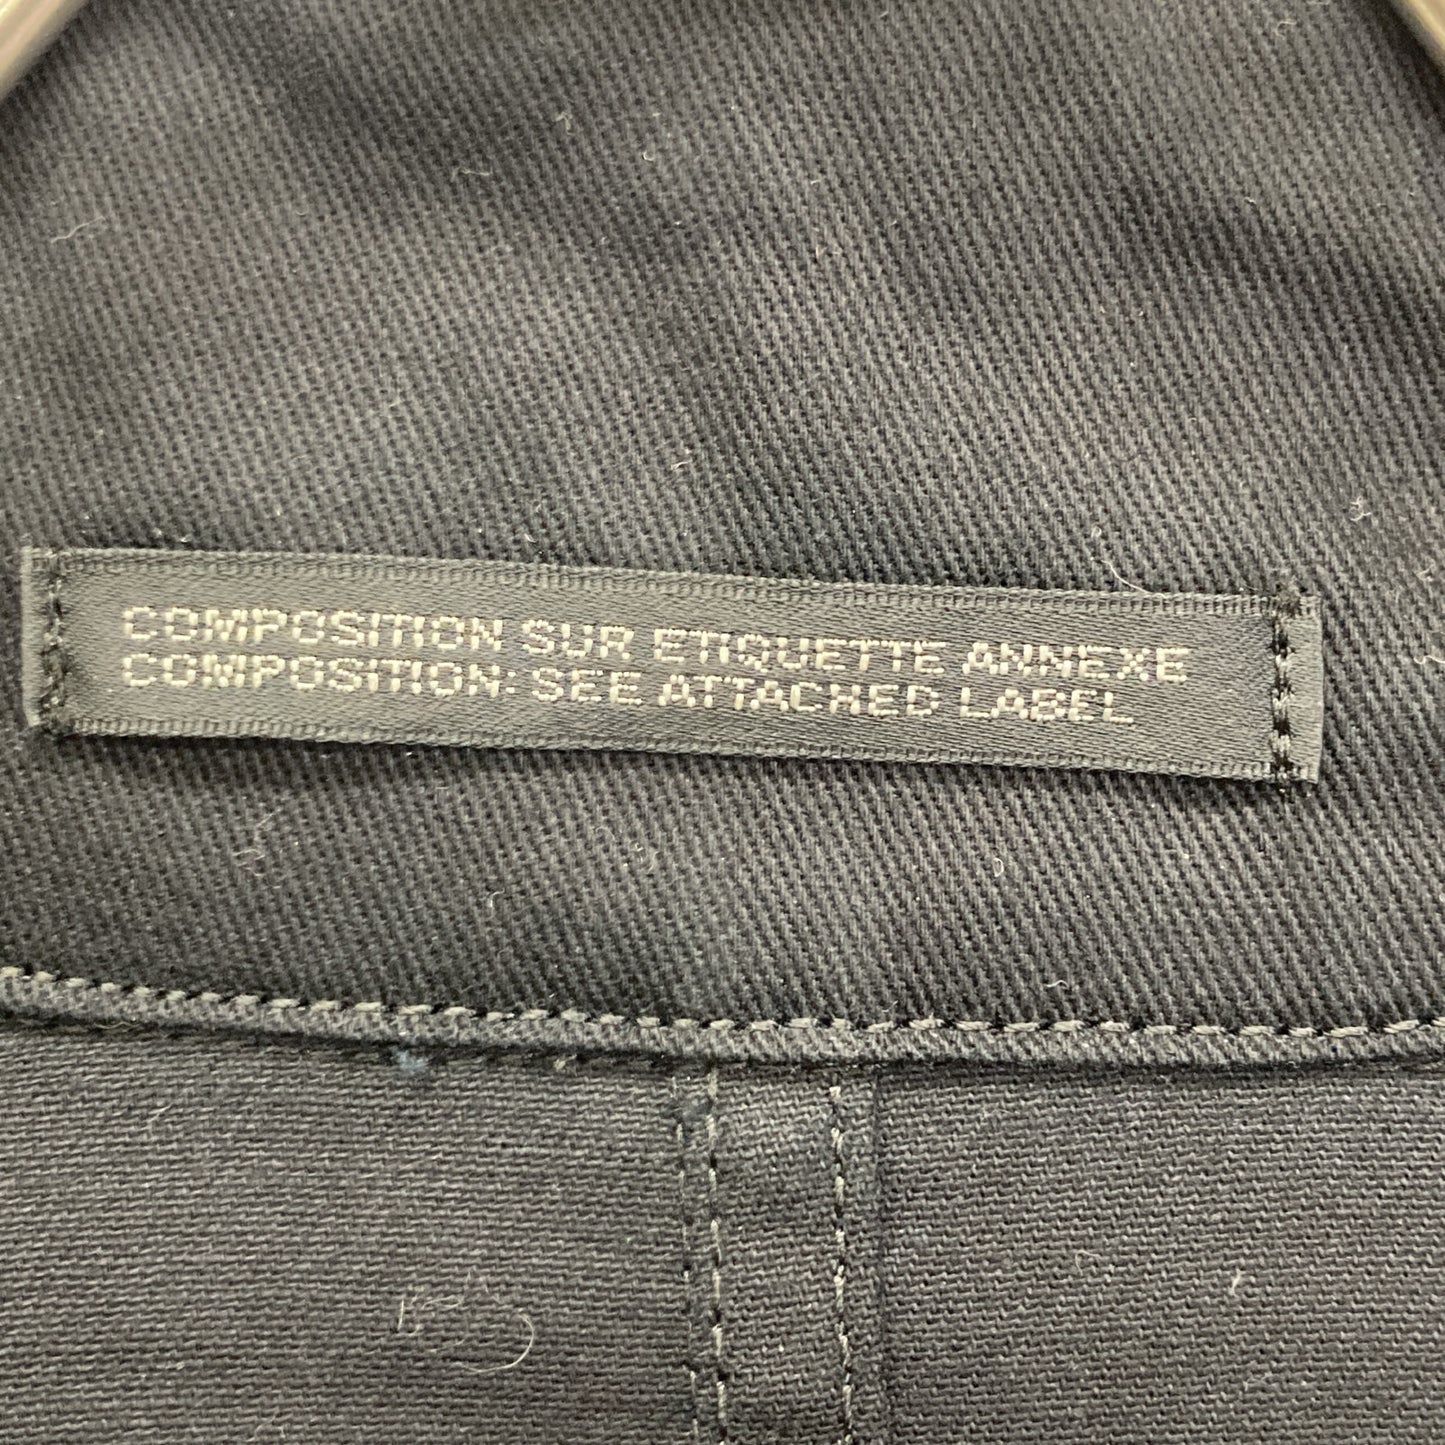 COMPOSITION SUR ETIQUETTE ANNEXE
COMPOSITION: SEE ATTACHED LABEL